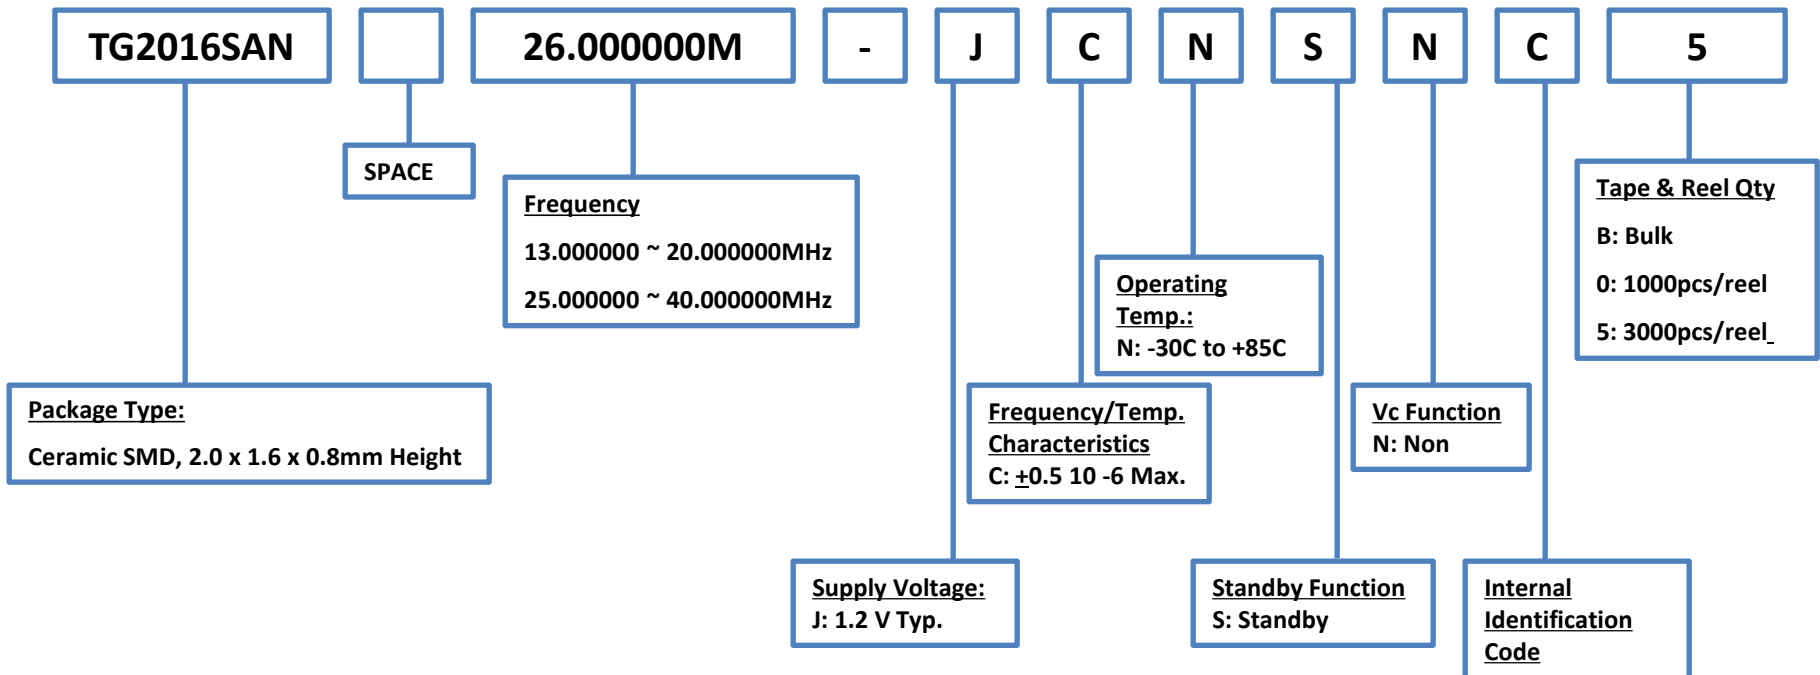 TG2016SAN 26.000000M - J C N S N C 5
SPACE
Frequency
13.000000 ~ 20.000000MHz
25.000000 ~ 40.000000MHz
Tape & Reel Qty
B: Bulk
0: 1000pcs/reel
5: 3000pcs/reel
Operating
Temp.:
N: -30C to +85C
Package Type:
Ceramic SMD, 2.0 x 1.6 x 0.8mm Height
Frequency/Temp.
Characteristics
C: ±0.5 10 -6 Max.
Vc Function
N: Non
Supply Voltage:
J: 1.2 V Typ.
Standby Function
S: Standby
Internal
Identification
Code